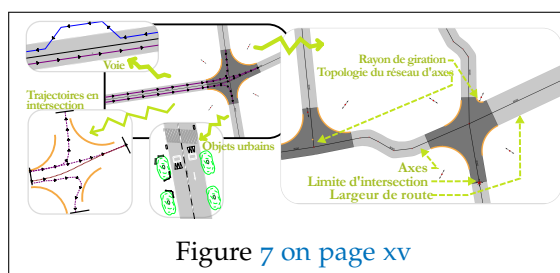 Voie
Trajectoires en
intersection
Objets urbains
Rayon de giration
Topologie du réseau d'axes
Axes
Limite d'intersection
Largeur de route
Figure 7 on page xv